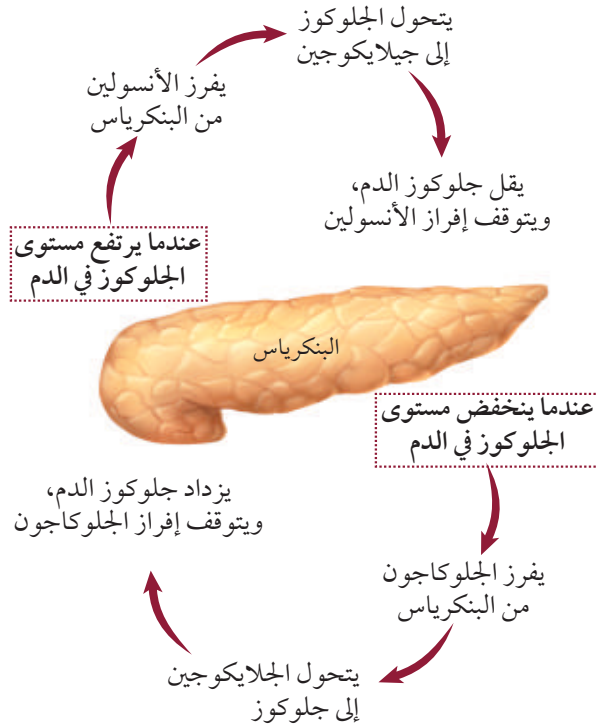 عندما يرتفع مستوى
الجلوكوز في الدم
يفرز الأنسولين
من البنكرياس
يتحول الجلوكوز
إلى جيلايكوجين
يقل جلوكوز الدم،
ويتوقف إفراز الأنسولين
البنكرياس
عندما ينخفض مستوى
الجلوكوز في الدم
يفرز الجلوكاجون
من البنكرياس
يتحول الجلايكوجين
إلى جلوكوز
يزداد جلوكوز الدم،
ويتوقف إفراز الجلوكاجون